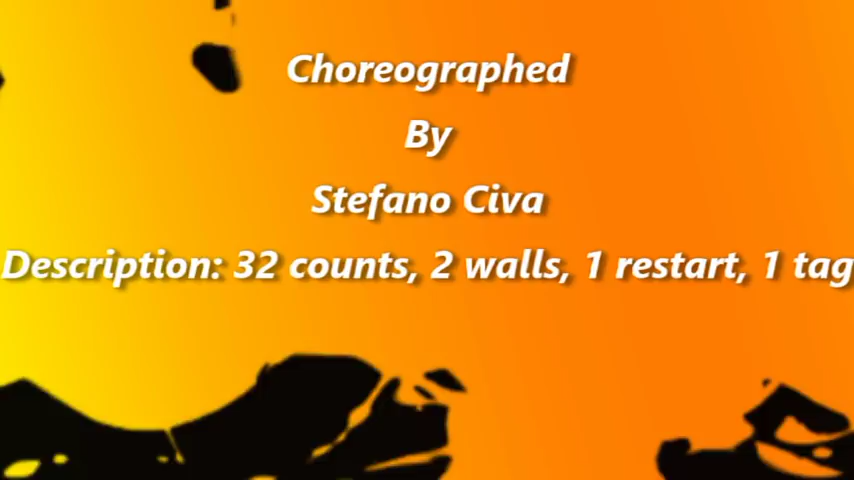 Choreographed
By
Stefano Civa
Description: 32 counts, 2 walls, 1 restart, 1 tag